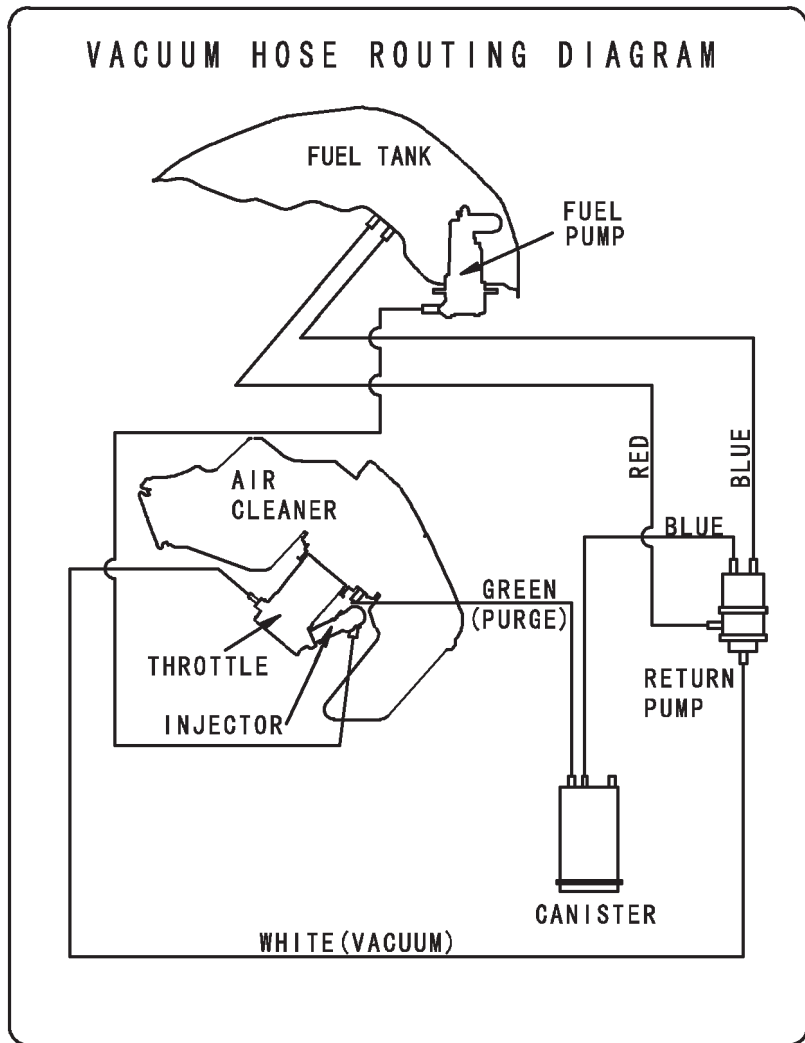 VACUUM HOSE ROUTING DIAGRAM
FUEL TANK
FUEL
PUMP
AIR
CLEANER
RED
BLUE
BLUE
GREEN
(PURGE)
THROTTLE
INJECTOR
RETURN
PUMP
CANISTER
WHITE(VACUUM)